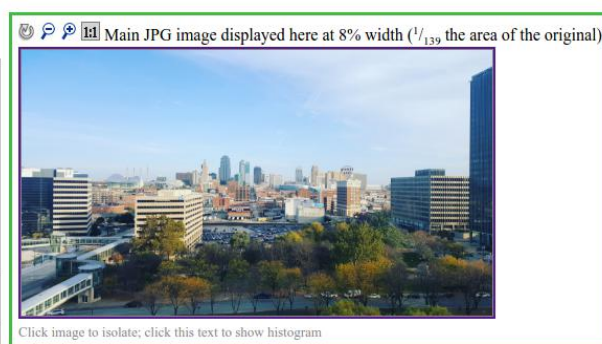 1:1 Main JPG image displayed here at 8% width (1/139 the area of the original)
Click image to isolate; click this text to show histogram